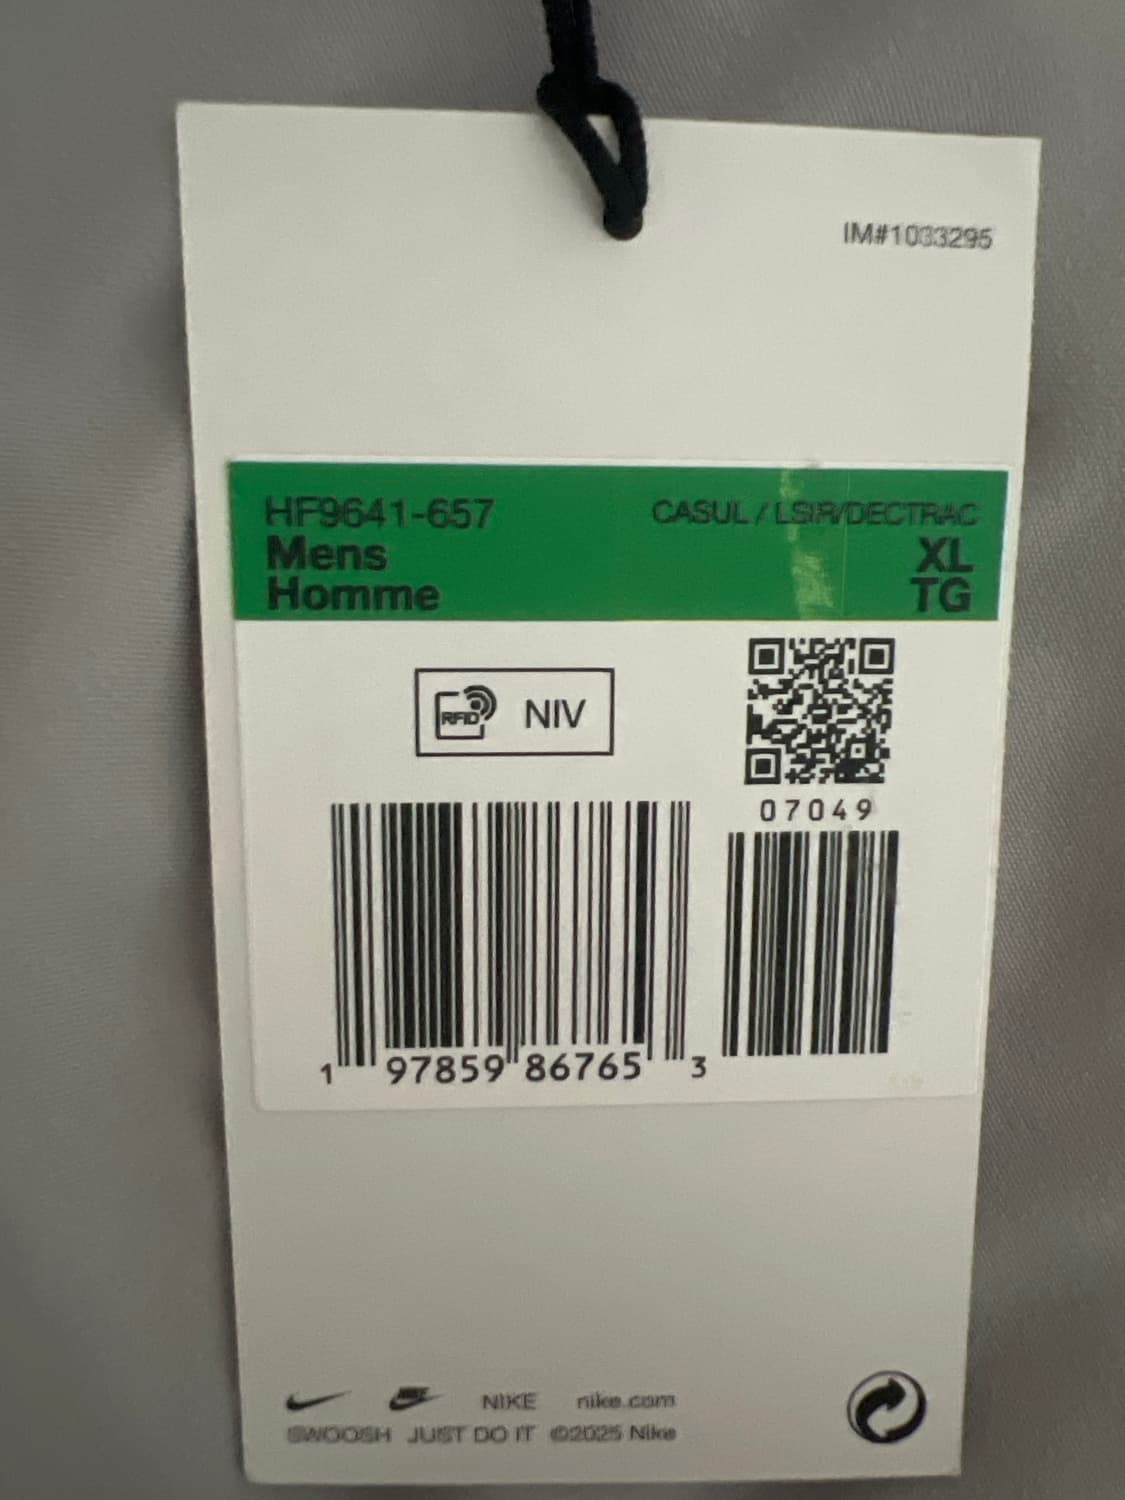 IM#1033295
HF9641-657 CASUL / LSIR/DECTRAC
Mens XL
Homme TG
RFID NIV
07049
1 97859 86765 3
NIKE nike.com
SWOOSH JUST DO IT ©2025 Nike